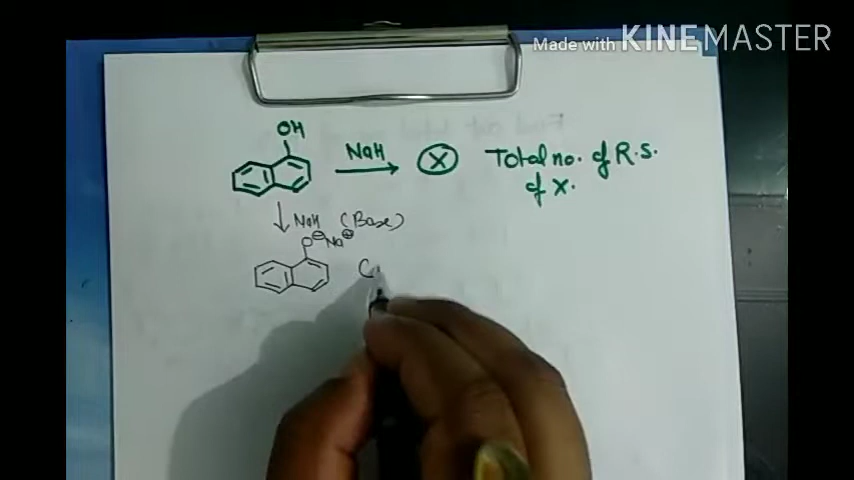 Made with KINEMASTER
OH
NaH
X
Total no. of R.S.
of X.
NaH (Base)
O⊖ Na⊕
C